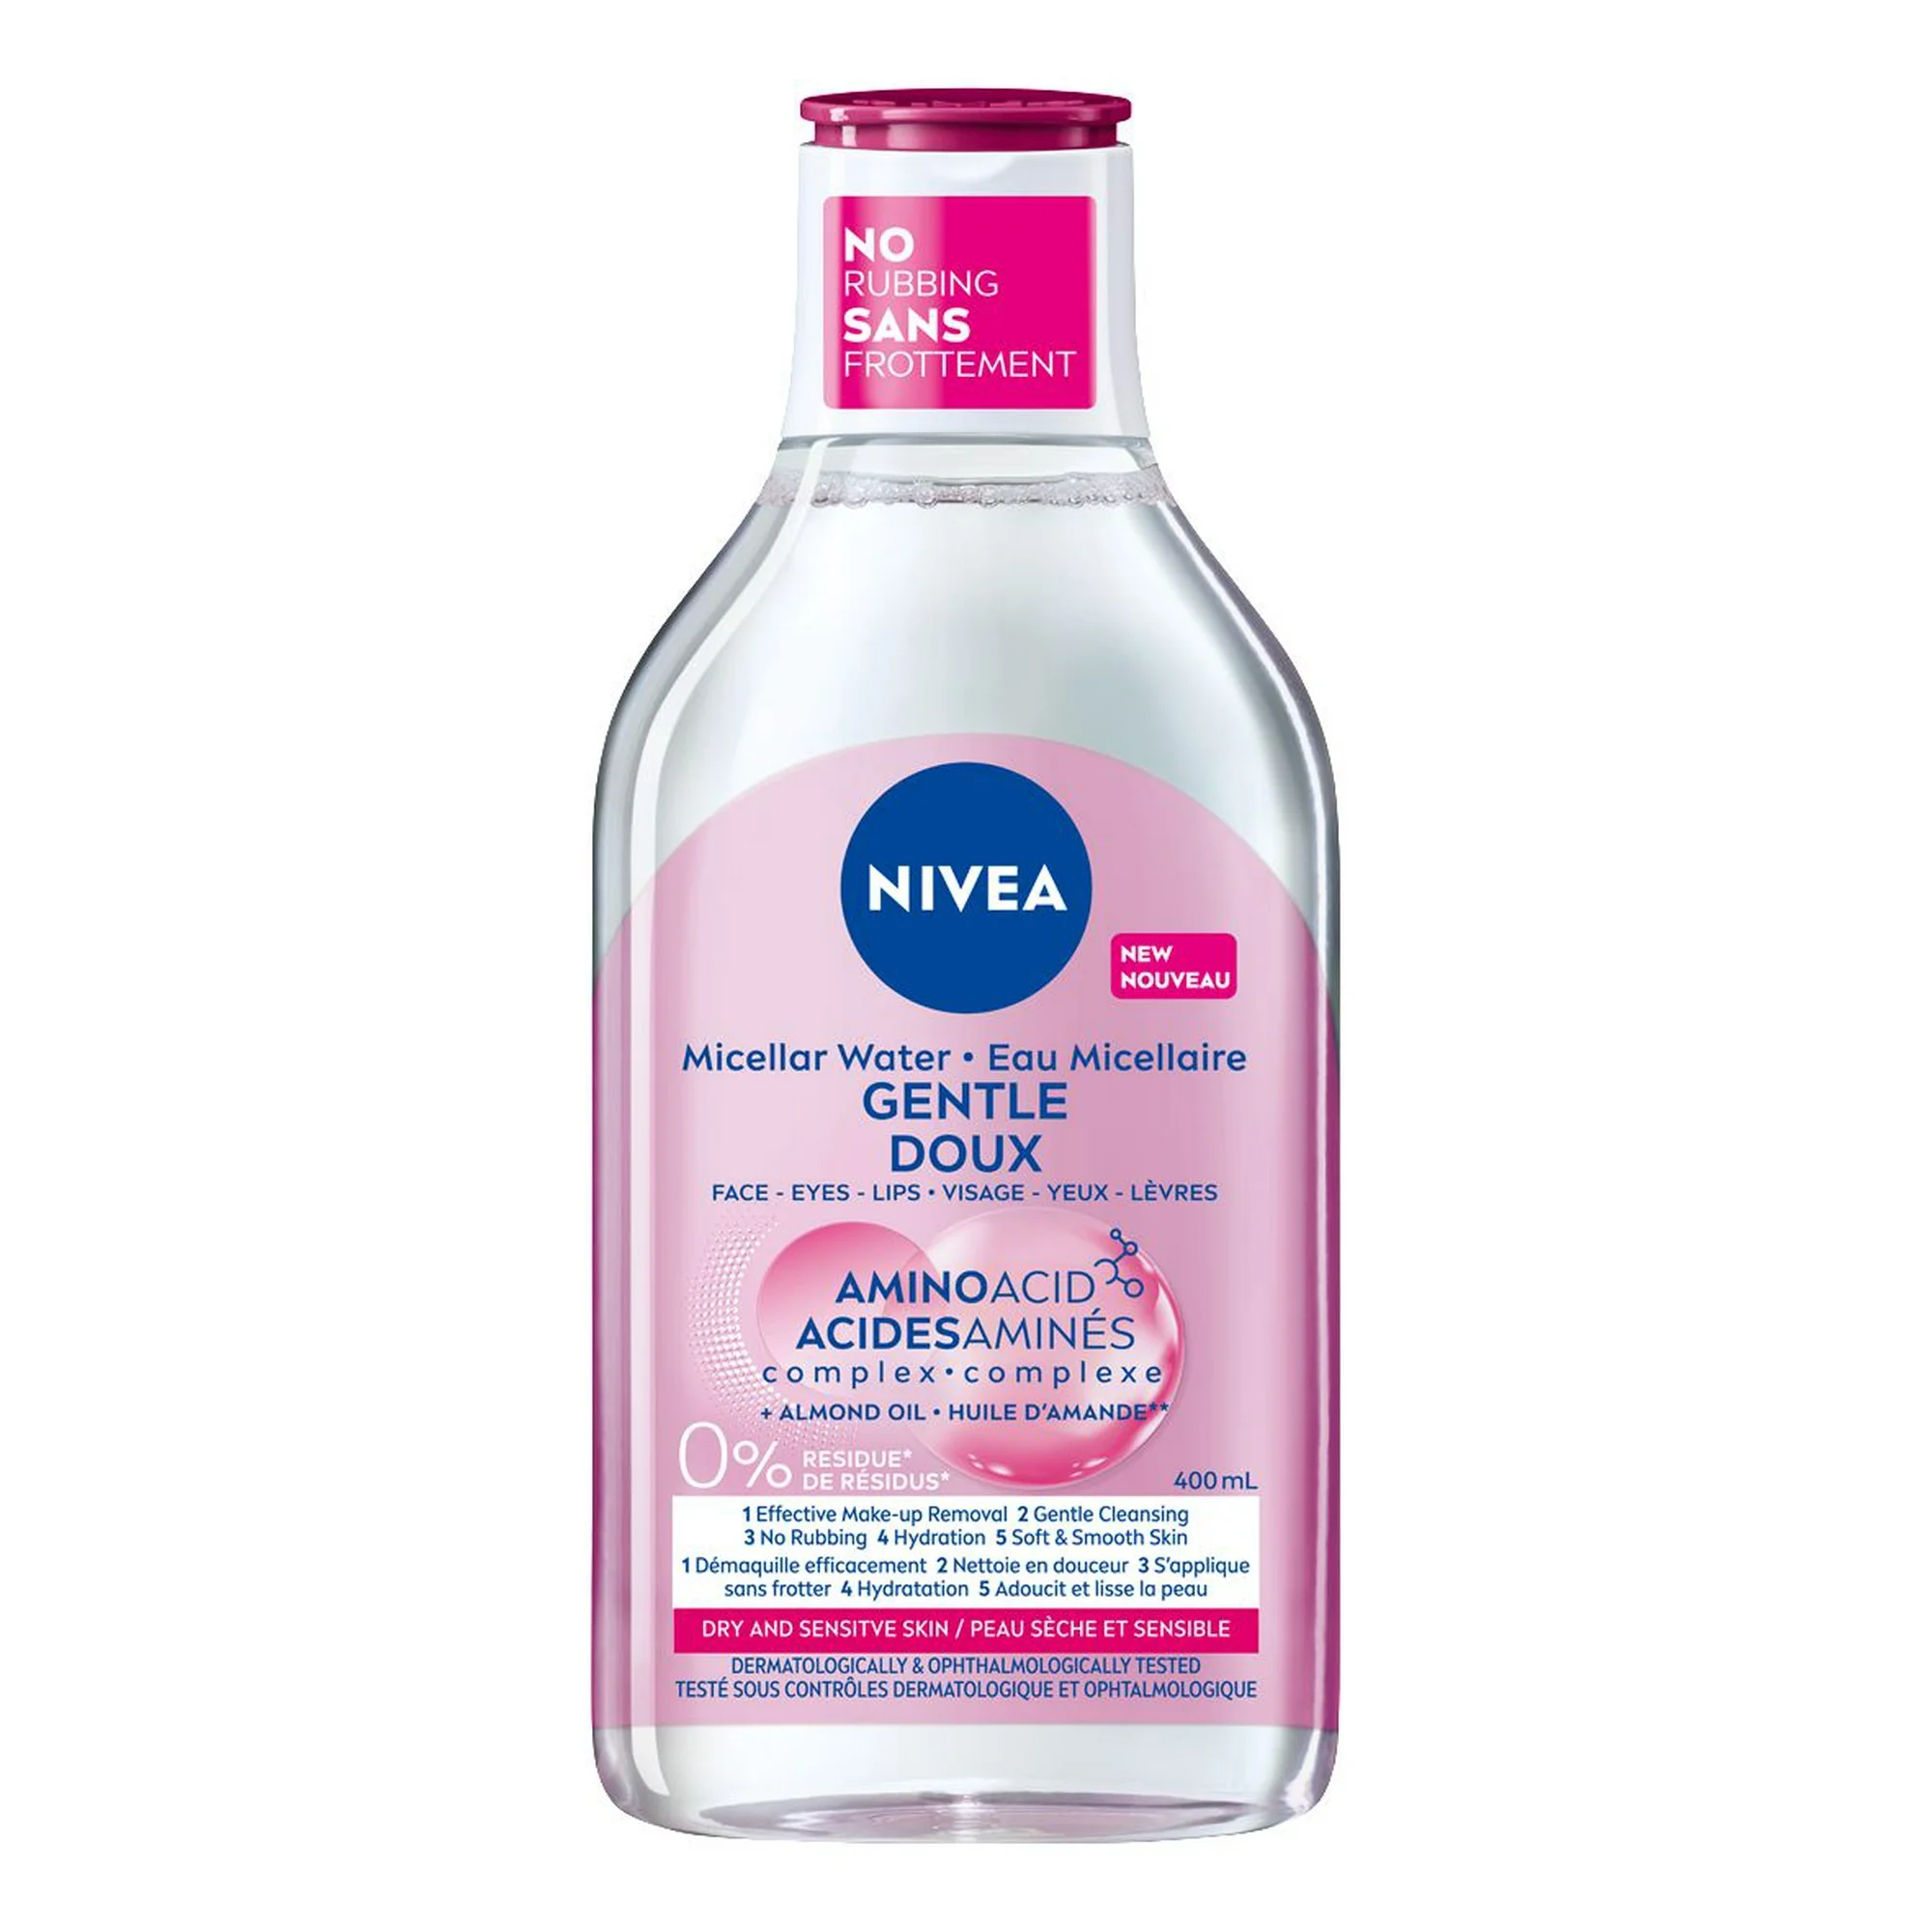 NO
RUBBING
SANS
FROTTEMENT
NIVEA
NEW
NOUVEAU
Micellar Water • Eau Micellaire
GENTLE
DOUX
FACE - EYES - LIPS • VISAGE - YEUX - LÈVRES
AMINOACID
ACIDESAMINÉS
complex • complexe
+ ALMOND OIL • HUILE D'AMANDE**
0% RESIDUE*
DE RÉSIDUS*
400 mL
1 Effective Make-up Removal 2 Gentle Cleansing
3 No Rubbing 4 Hydration 5 Soft & Smooth Skin
1 Démaquille efficacement 2 Nettoie en douceur 3 S'applique
sans frotter 4 Hydratation 5 Adoucit et lisse la peau
DRY AND SENSITVE SKIN / PEAU SÈCHE ET SENSIBLE
DERMATOLOGICALLY & OPHTHALMOLOGICALLY TESTED
TESTÉ SOUS CONTRÔLES DERMATOLOGIQUE ET OPHTALMOLOGIQUE